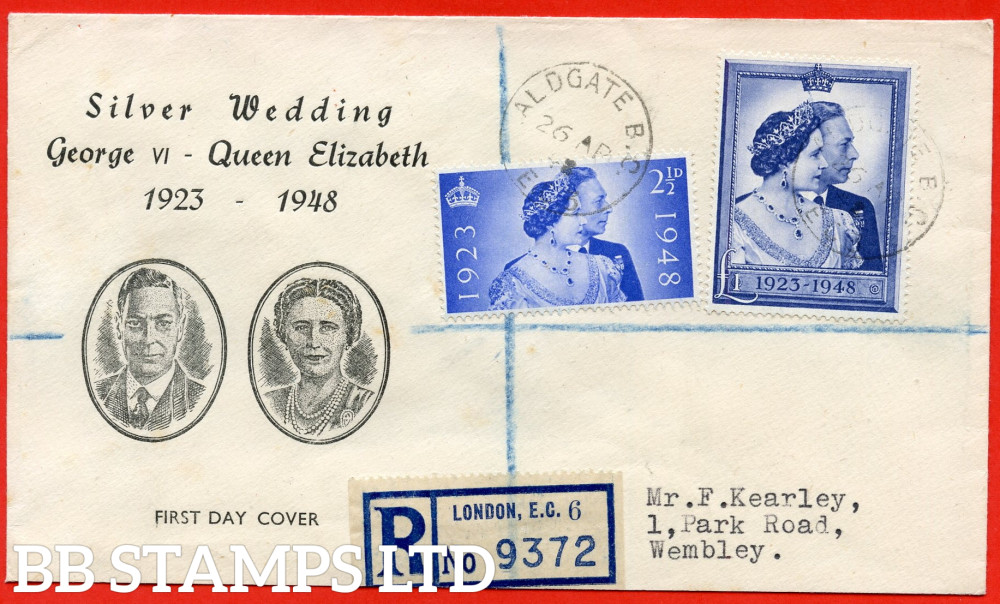 Silver Wedding
George VI - Queen Elizabeth
1923 - 1948
ALDGATE B.O.
26 AP
E.C.
2½D
1923
1948
£1 1923-1948
FIRST DAY COVER
R
LONDON, E.C. 6
No 9372
Mr.F.Kearley,
1,Park Road,
Wembley.
BB STAMPS LTD